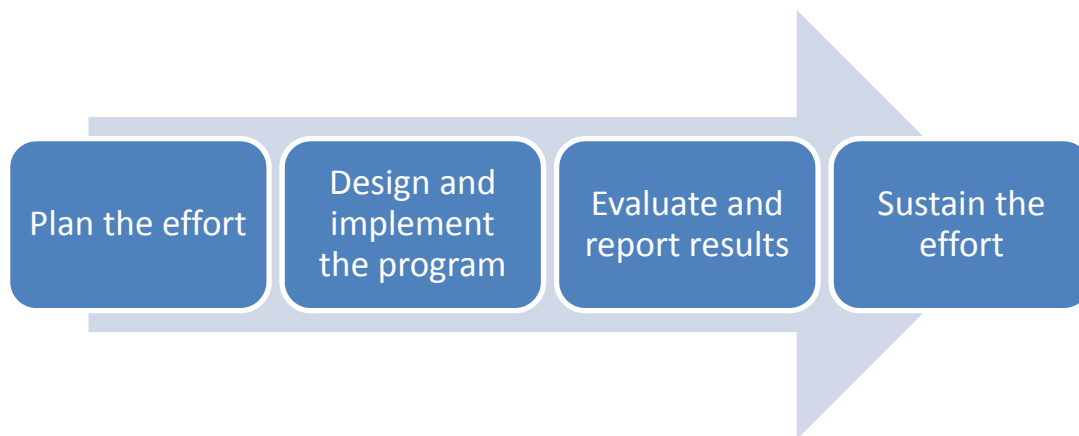 Plan the effort
Design and
implement
the program
Evaluate and
report results
Sustain the
effort